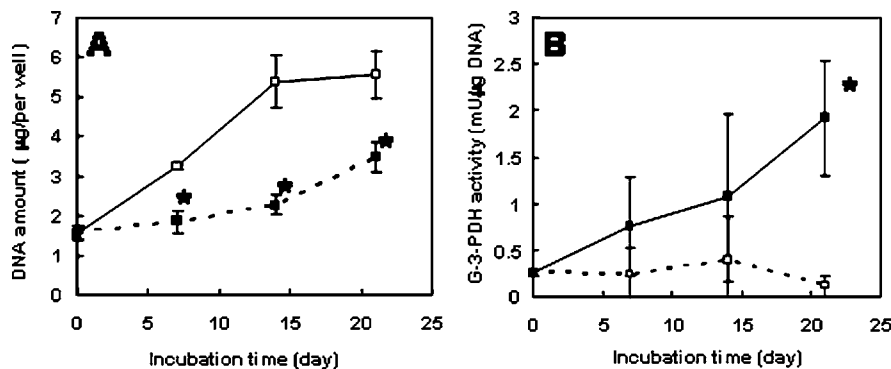 A
DNA amount ( µg/per well)
7
6
5
4
3
2
1
0
0 5 10 15 20 25
Incubation time (day)
B
G-3-PDH activity (mU/µg DNA)
3
2.5
2
1.5
1
0.5
0
0 5 10 15 20 25
Incubation time (day)